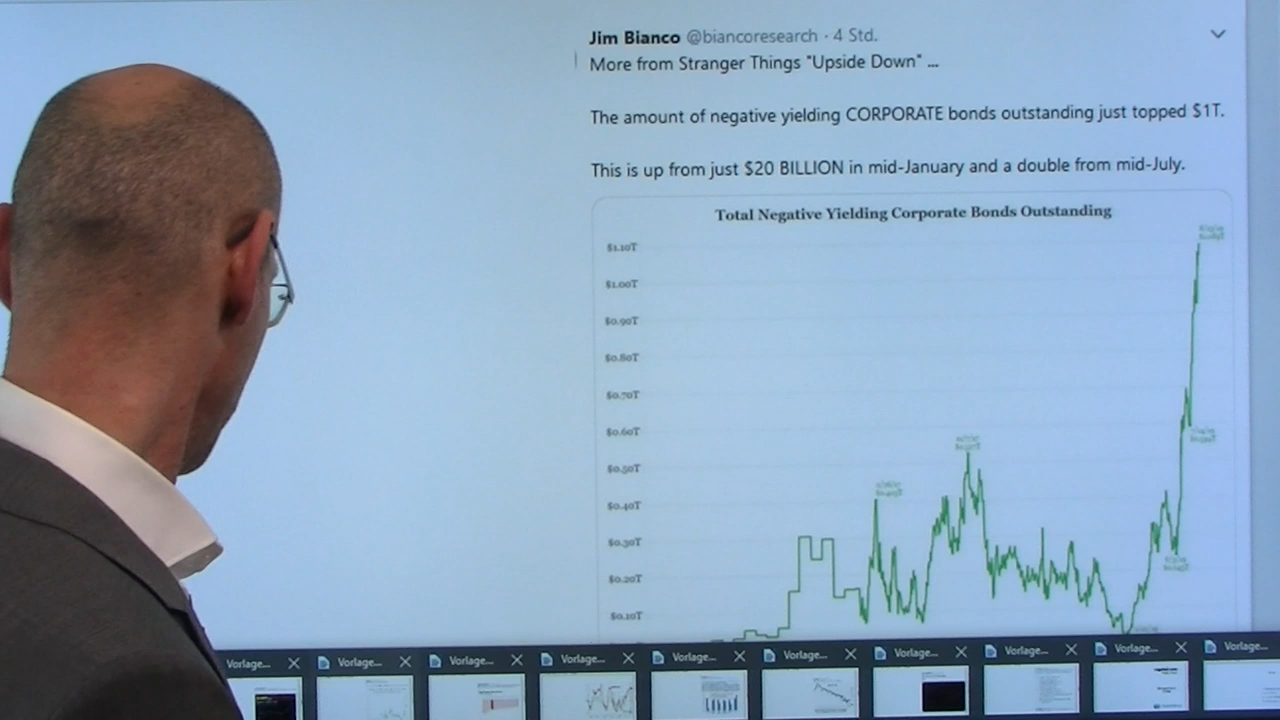 Jim Bianco @biancoresearch · 4 Std.
More from Stranger Things "Upside Down" ...
The amount of negative yielding CORPORATE bonds outstanding just topped $1T.
This is up from just $20 BILLION in mid-January and a double from mid-July.
Total Negative Yielding Corporate Bonds Outstanding
$1.10T
$1.00T
$0.90T
$0.80T
$0.70T
$0.60T
$0.50T
$0.40T
$0.30T
$0.20T
$0.10T
Vorlage... Vorlage... Vorlage... Vorlage... Vorlage... Vorlage... Vorlage... Vorlage... Vorlage... Vorlage...